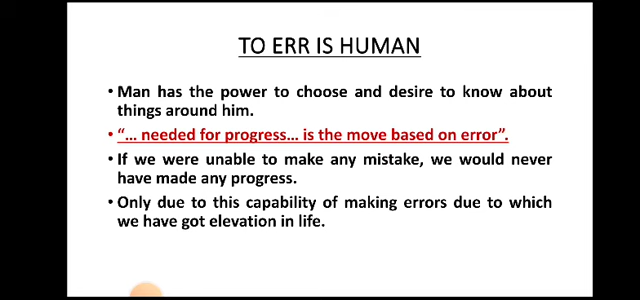 TO ERR IS HUMAN
• Man has the power to choose and desire to know about
things around him.
• “... needed for progress... is the move based on error”.
• If we were unable to make any mistake, we would never
have made any progress.
• Only due to this capability of making errors due to which
we have got elevation in life.